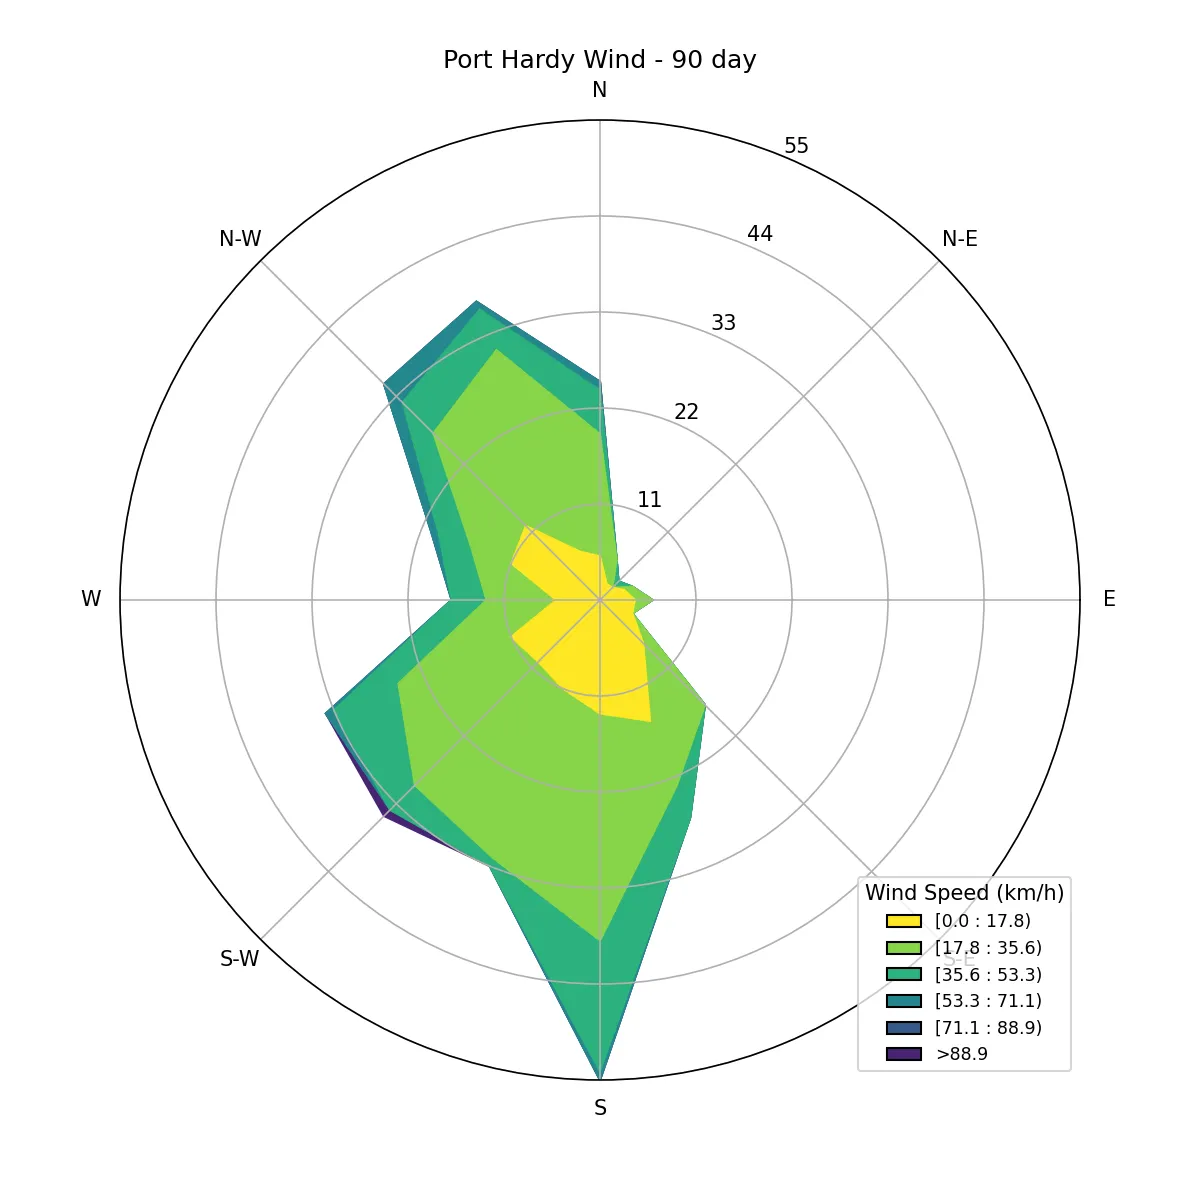 Port Hardy Wind - 90 day
N
55
N-W
44
N-E
33
22
11
W
E
S-W
S-E
S
Wind Speed (km/h)
[0.0 : 17.8)
[17.8 : 35.6)
[35.6 : 53.3)
[53.3 : 71.1)
[71.1 : 88.9)
>88.9